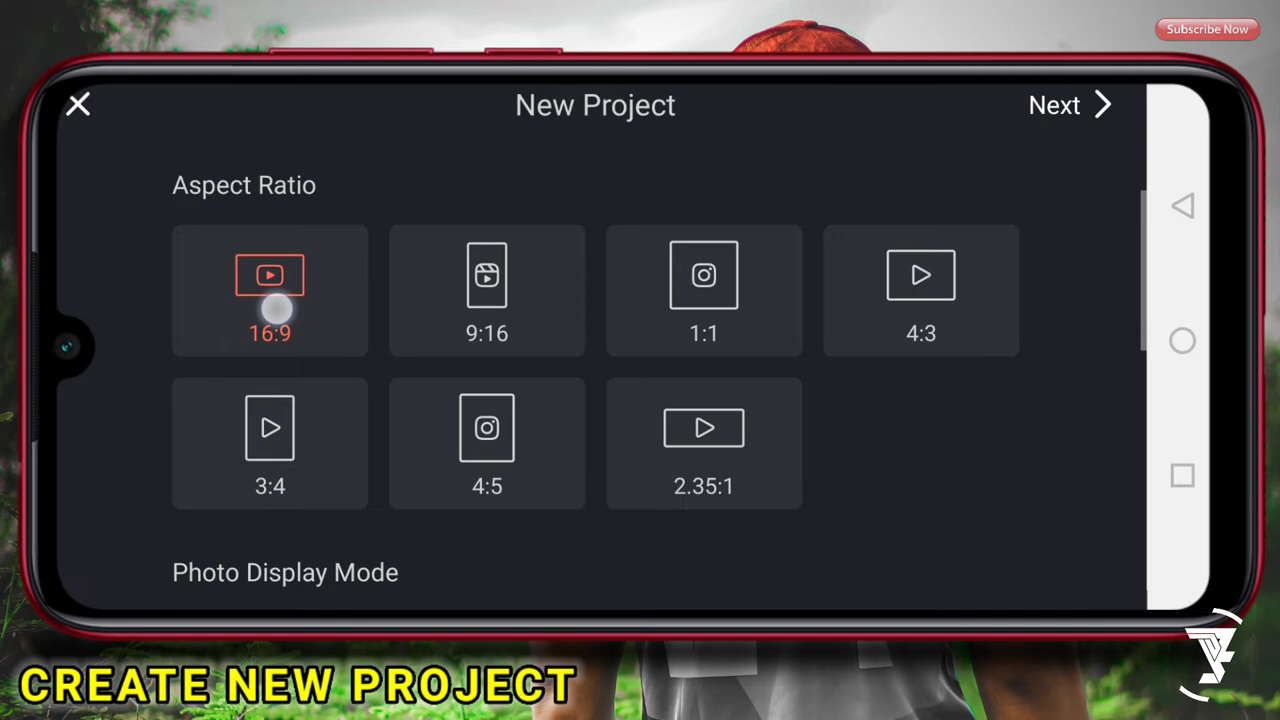 Subscribe Now
New Project
Next
Aspect Ratio
16:9
9:16
1:1
4:3
3:4
4:5
2.35:1
Photo Display Mode
CREATE NEW PROJECT